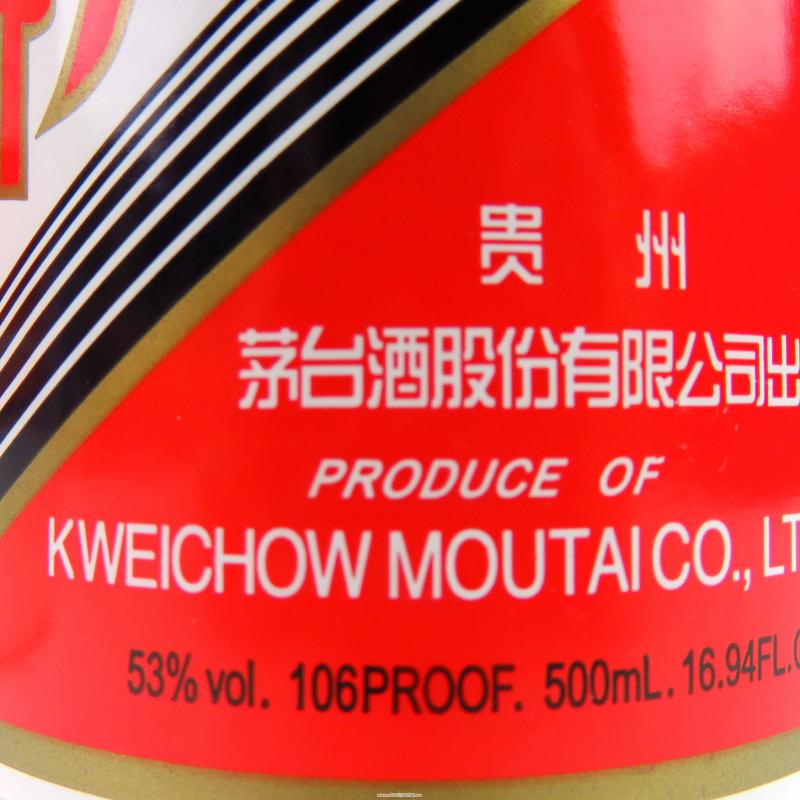 贵 州
茅台酒股份有限公司出
PRODUCE OF
KWEICHOW MOUTAI CO., LT
53% vol. 106PROOF. 500mL. 16.94FL.